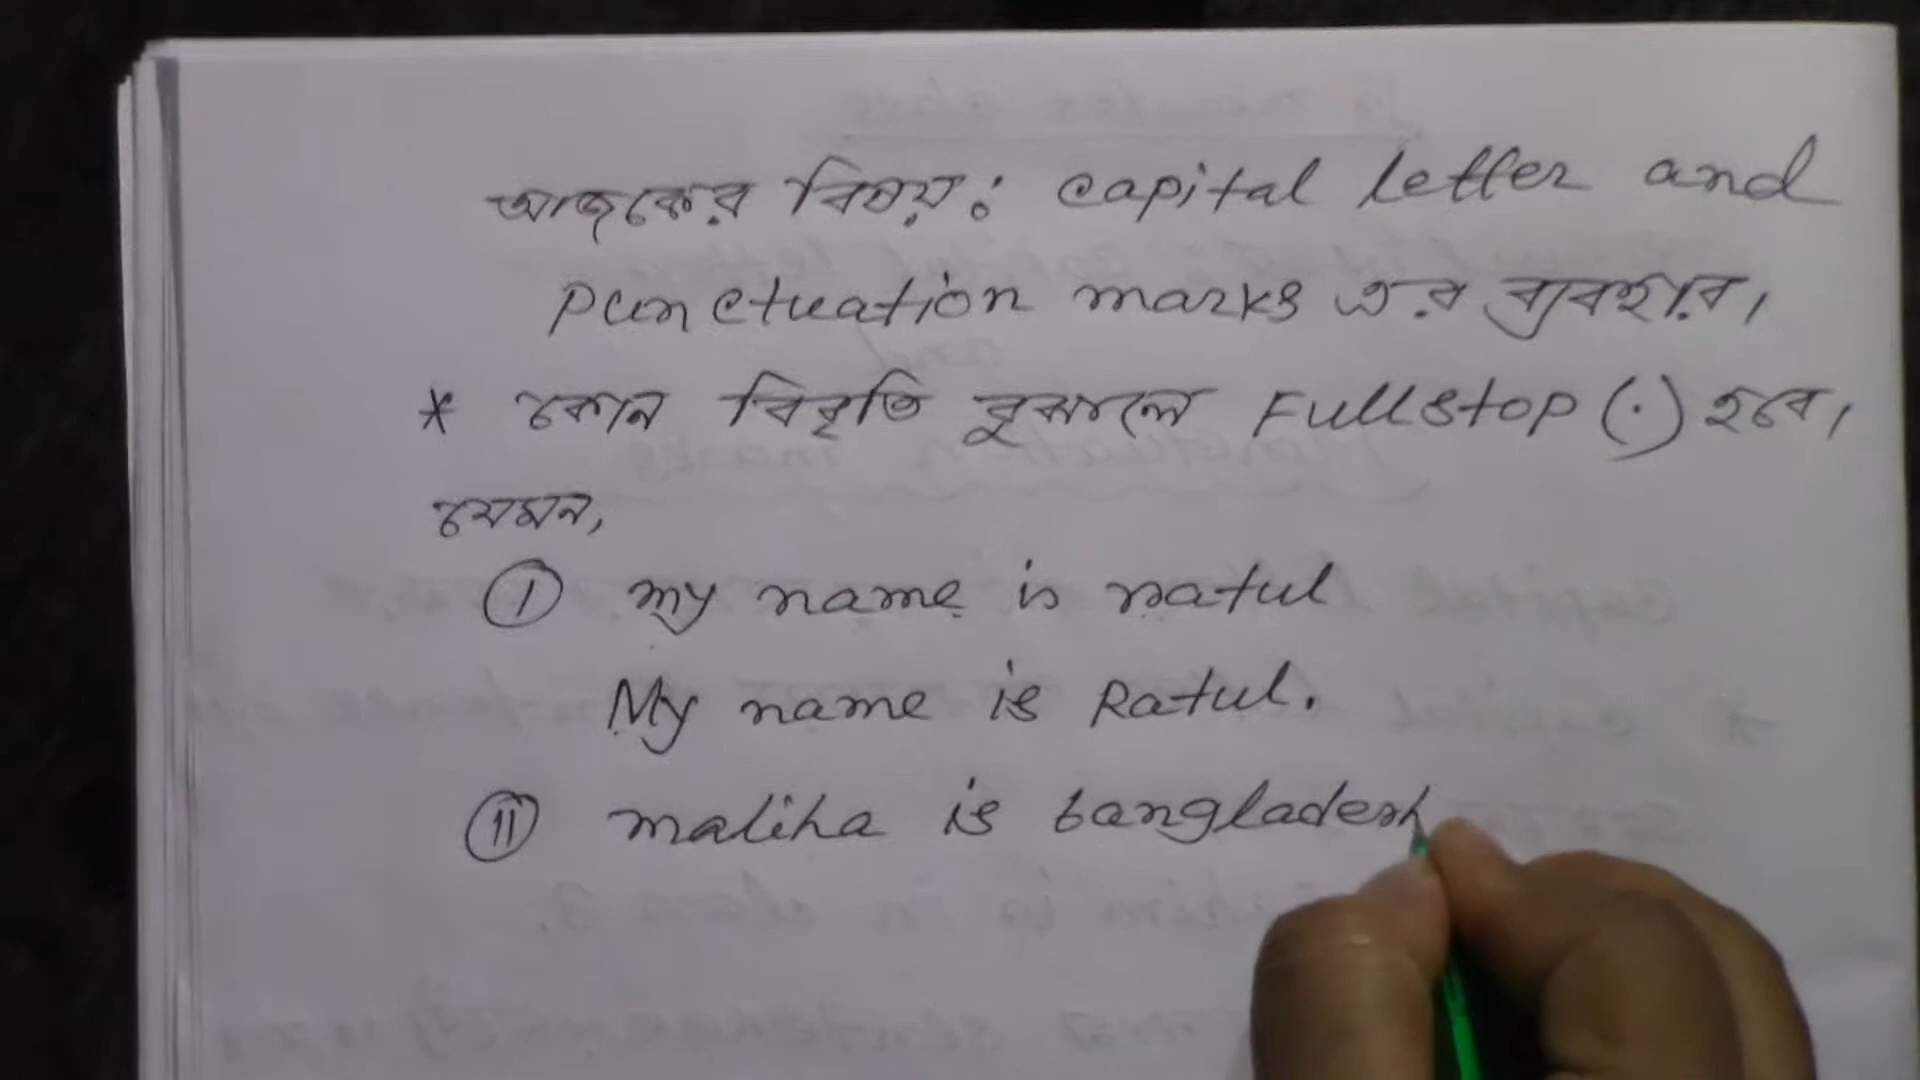 আজকের বিষয়: capital letter and
Punctuation marks এর ব্যবহার।
* কোন বিবৃতি বুঝালে Fullstop (.) হবে।
যেমন,
(i) my name is ratul
My name is Ratul.
(ii) maliha is bangladesh